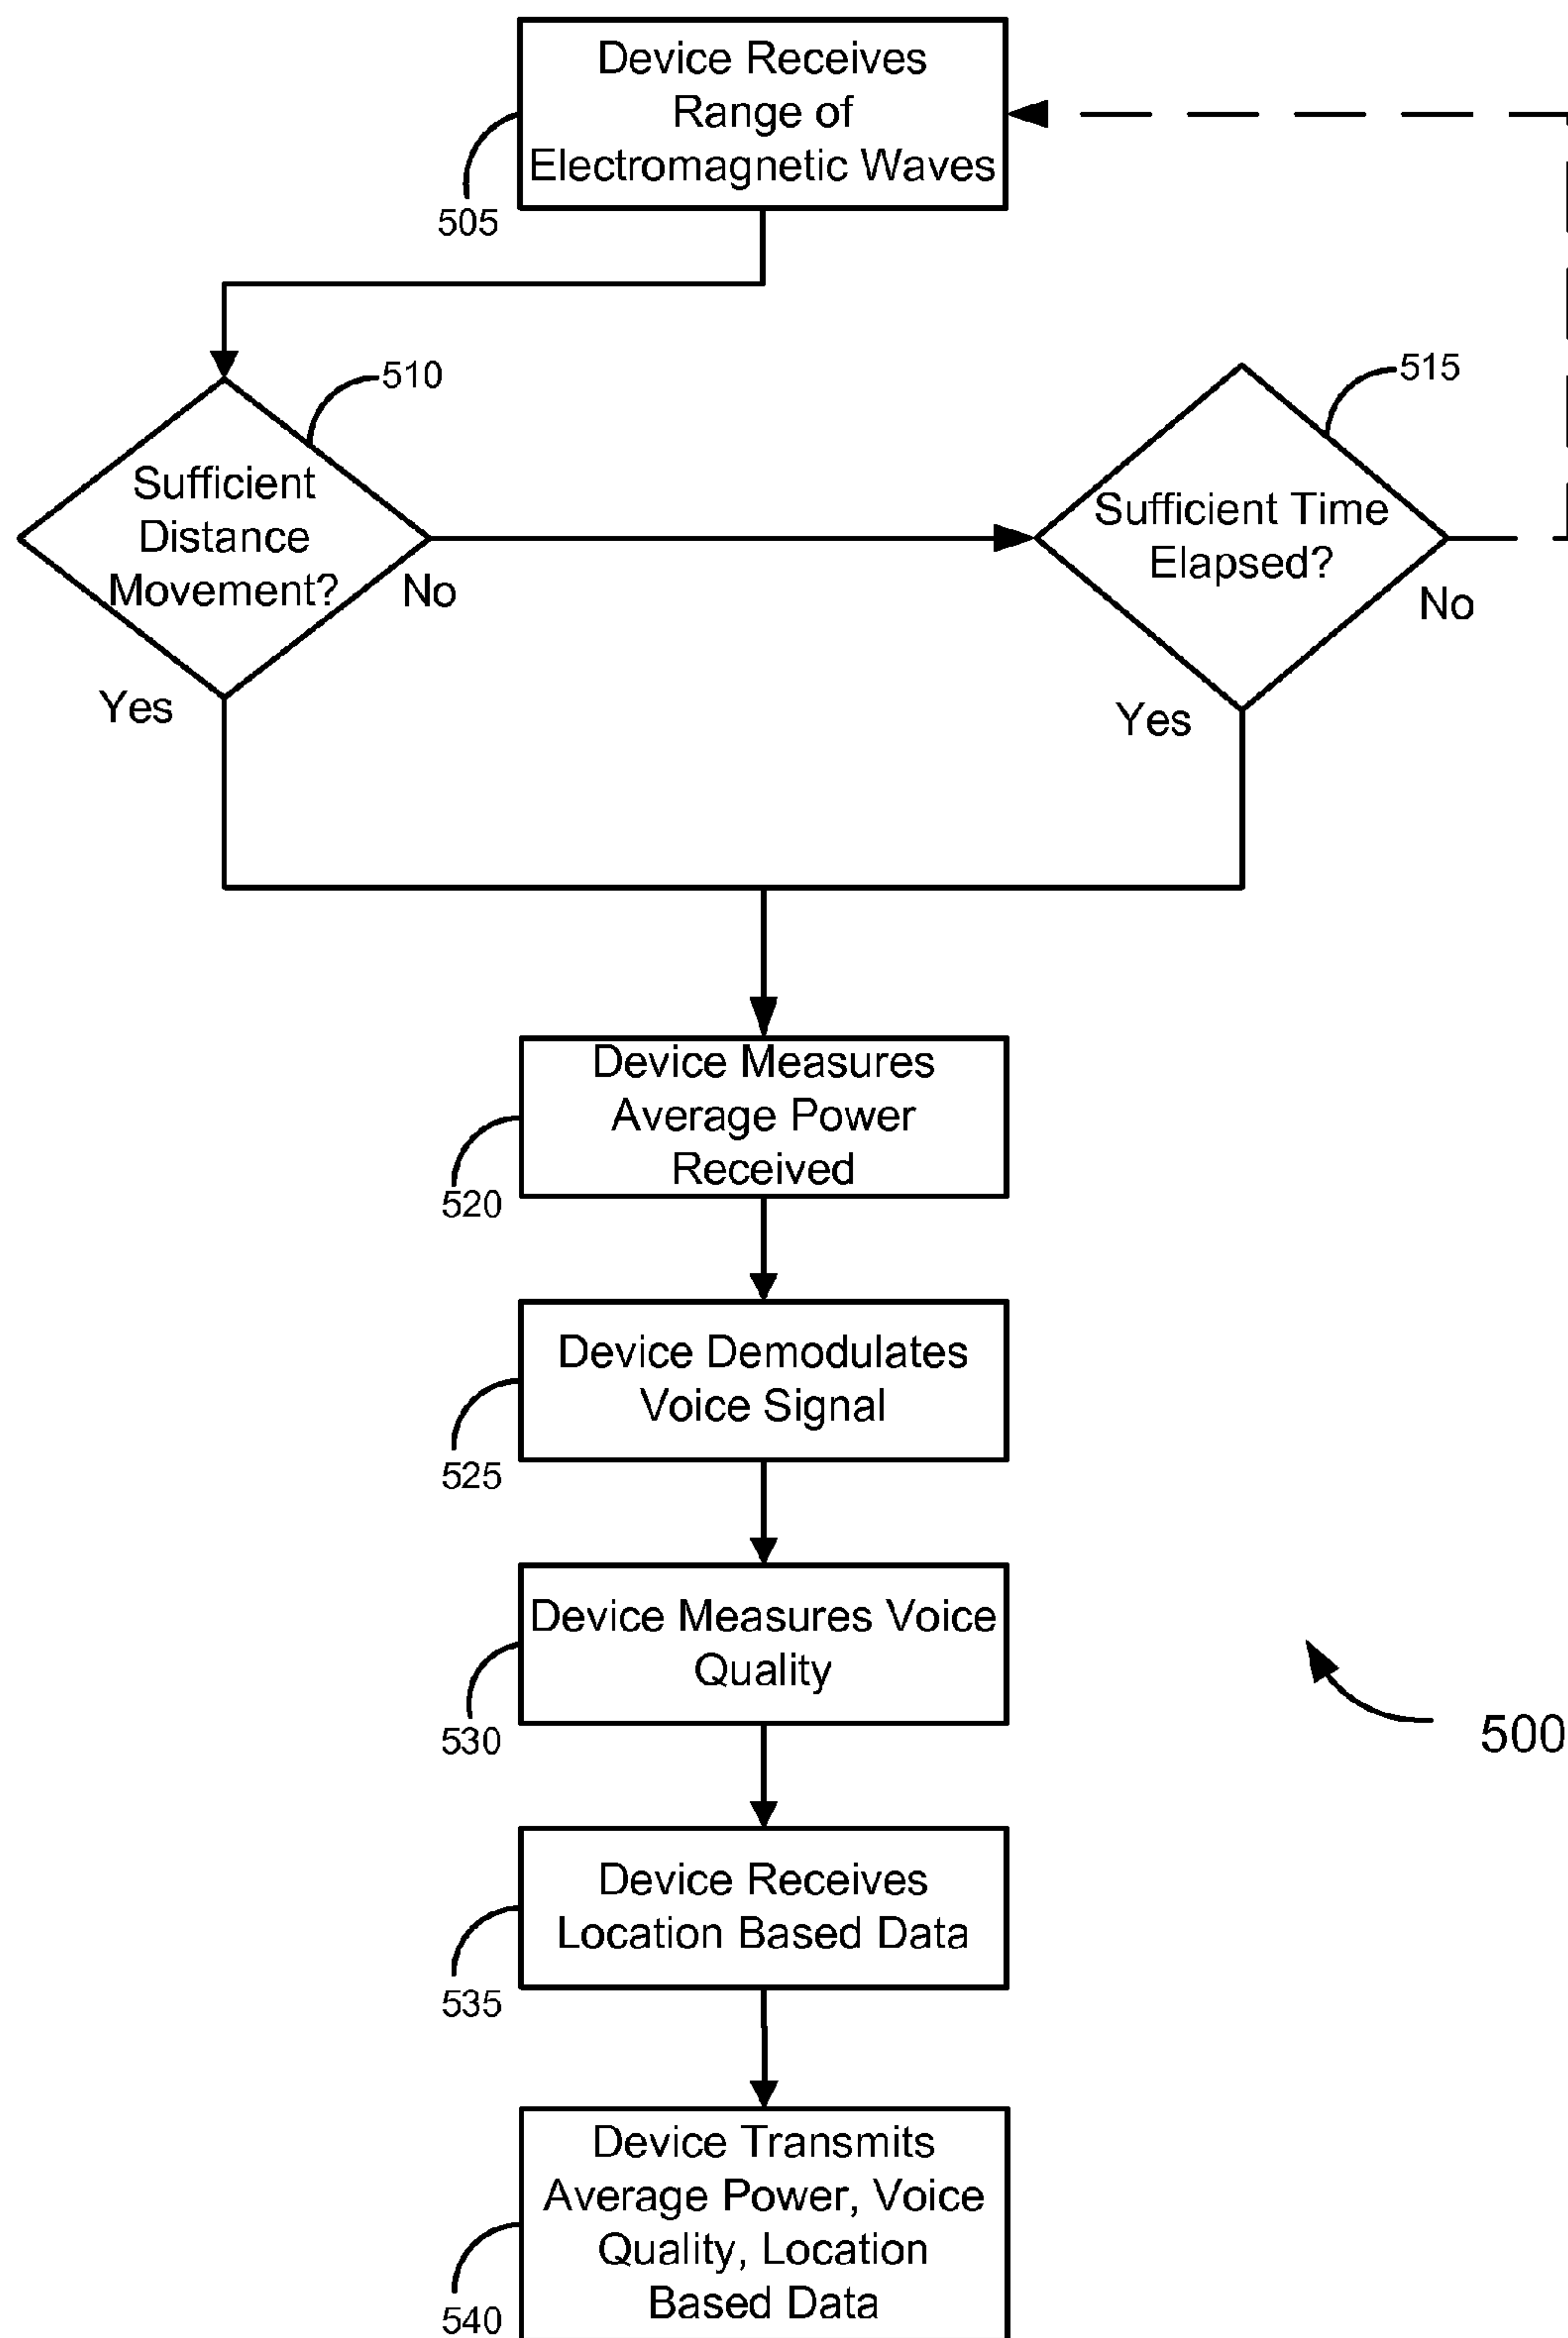 Device Receives
Range of
Electromagnetic Waves
505
510
515
Sufficient
Distance
Movement?
No
Sufficient Time
Elapsed?
No
Yes
Yes
Device Measures
Average Power
Received
520
Device Demodulates
Voice Signal
525
Device Measures Voice
Quality
530
500
Device Receives
Location Based Data
535
Device Transmits
Average Power, Voice
Quality, Location
Based Data
540